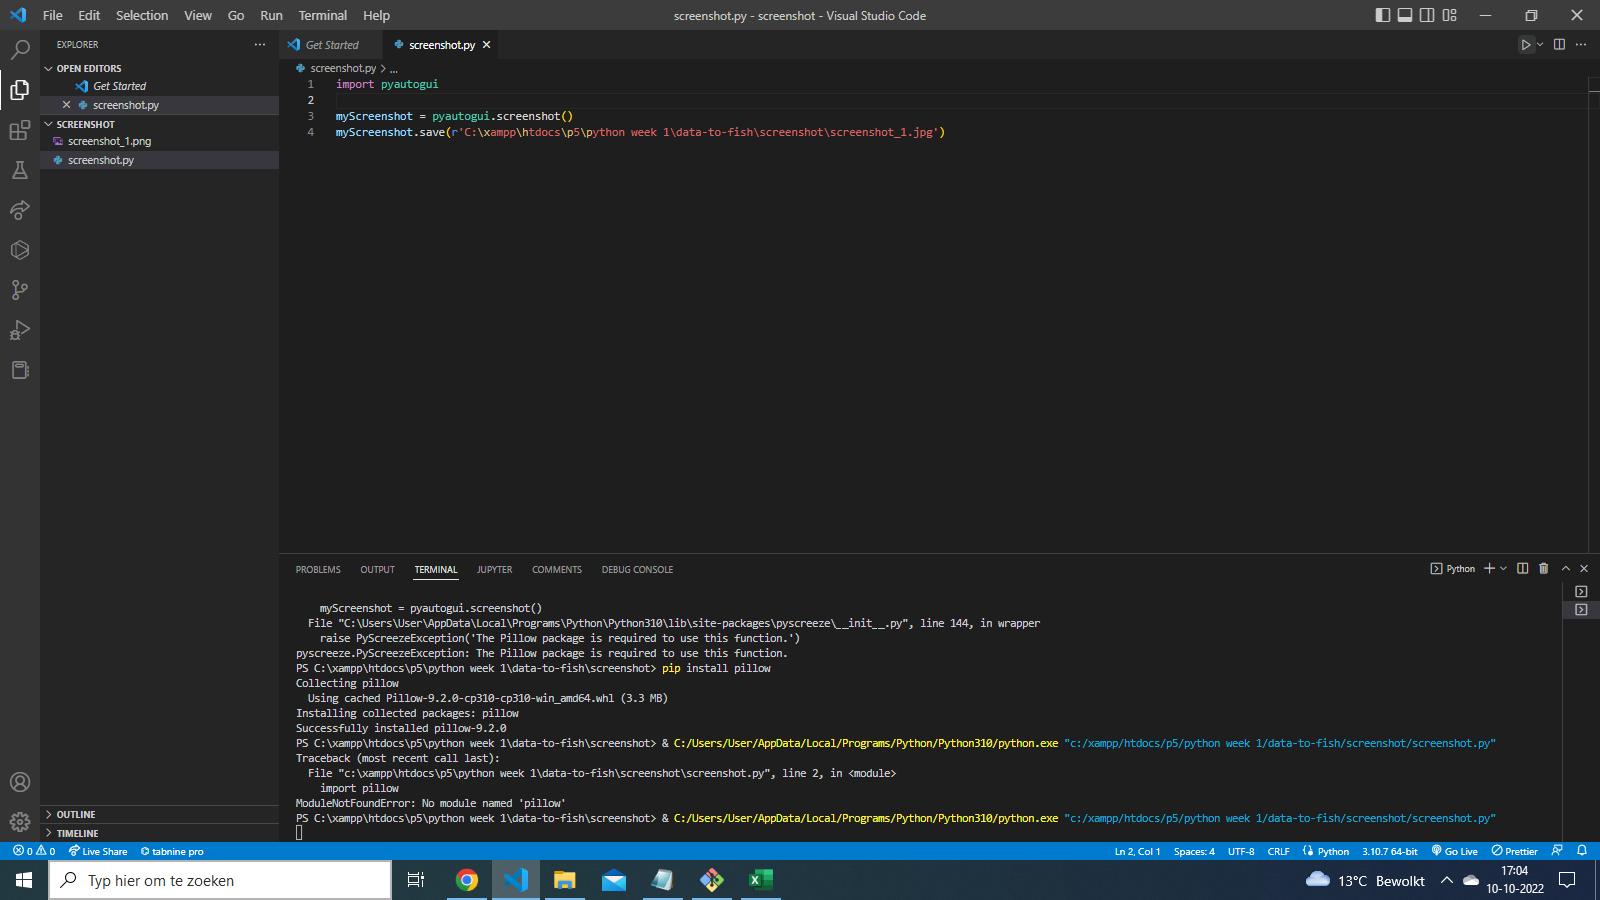 File Edit Selection View Go Run Terminal Help
screenshot.py - screenshot - Visual Studio Code
EXPLORER
OPEN EDITORS
Get Started
screenshot.py
SCREENSHOT
screenshot_1.png
screenshot.py
OUTLINE
TIMELINE
Get Started
screenshot.py
screenshot.py > ...
1 import pyautogui
2
3 myScreenshot = pyautogui.screenshot()
4 myScreenshot.save(r'C:\xampp\htdocs\p5\python week 1\data-to-fish\screenshot\screenshot_1.jpg')
PROBLEMS OUTPUT TERMINAL JUPYTER COMMENTS DEBUG CONSOLE
Python
myScreenshot = pyautogui.screenshot()
File "C:\Users\User\AppData\Local\Programs\Python\Python310\lib\site-packages\pyscreeze\__init__.py", line 144, in wrapper
raise PyScreezeException('The Pillow package is required to use this function.')
pyscreeze.PyScreezeException: The Pillow package is required to use this function.
PS C:\xampp\htdocs\p5\python week 1\data-to-fish\screenshot> pip install pillow
Collecting pillow
Using cached Pillow-9.2.0-cp310-cp310-win_amd64.whl (3.3 MB)
Installing collected packages: pillow
Successfully installed pillow-9.2.0
PS C:\xampp\htdocs\p5\python week 1\data-to-fish\screenshot> & C:/Users/User/AppData/Local/Programs/Python/Python310/python.exe "c:/xampp/htdocs/p5/python week 1/data-to-fish/screenshot/screenshot.py"
Traceback (most recent call last):
File "c:\xampp\htdocs\p5\python week 1\data-to-fish\screenshot\screenshot.py", line 2, in <module>
import pillow
ModuleNotFoundError: No module named 'pillow'
PS C:\xampp\htdocs\p5\python week 1\data-to-fish\screenshot> & C:/Users/User/AppData/Local/Programs/Python/Python310/python.exe "c:/xampp/htdocs/p5/python week 1/data-to-fish/screenshot/screenshot.py"
0 0 Live Share tabnine pro
Ln 2, Col 1 Spaces: 4 UTF-8 CRLF Python 3.10.7 64-bit Go Live Prettier
Typ hier om te zoeken
13°C Bewolkt
17:04
10-10-2022